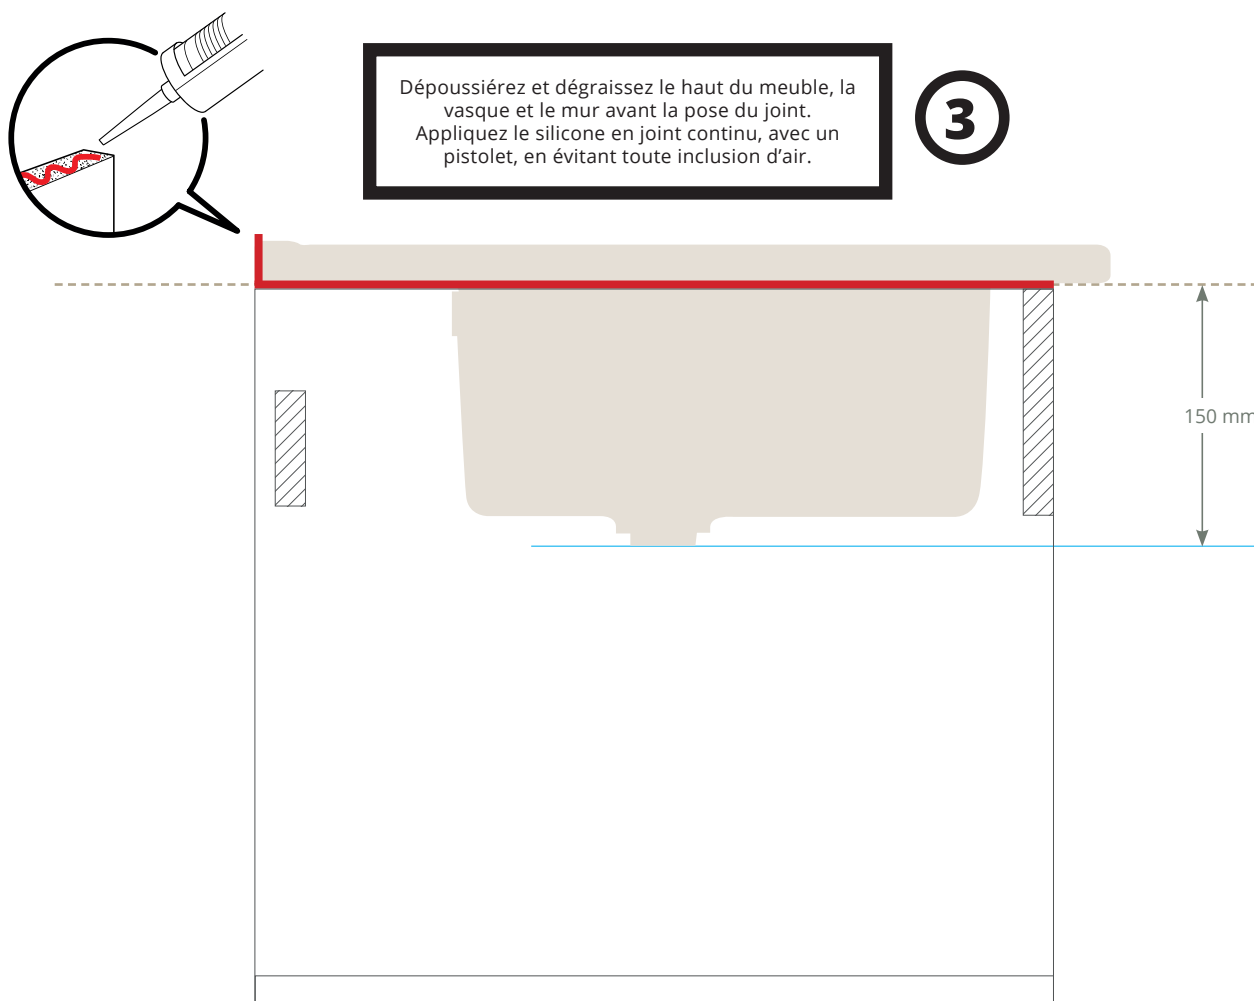 Dépoussiérez et dégraissez le haut du meuble, la
vasque et le mur avant la pose du joint.
Appliquez le silicone en joint continu, avec un
pistolet, en évitant toute inclusion d’air.
3
150 mm